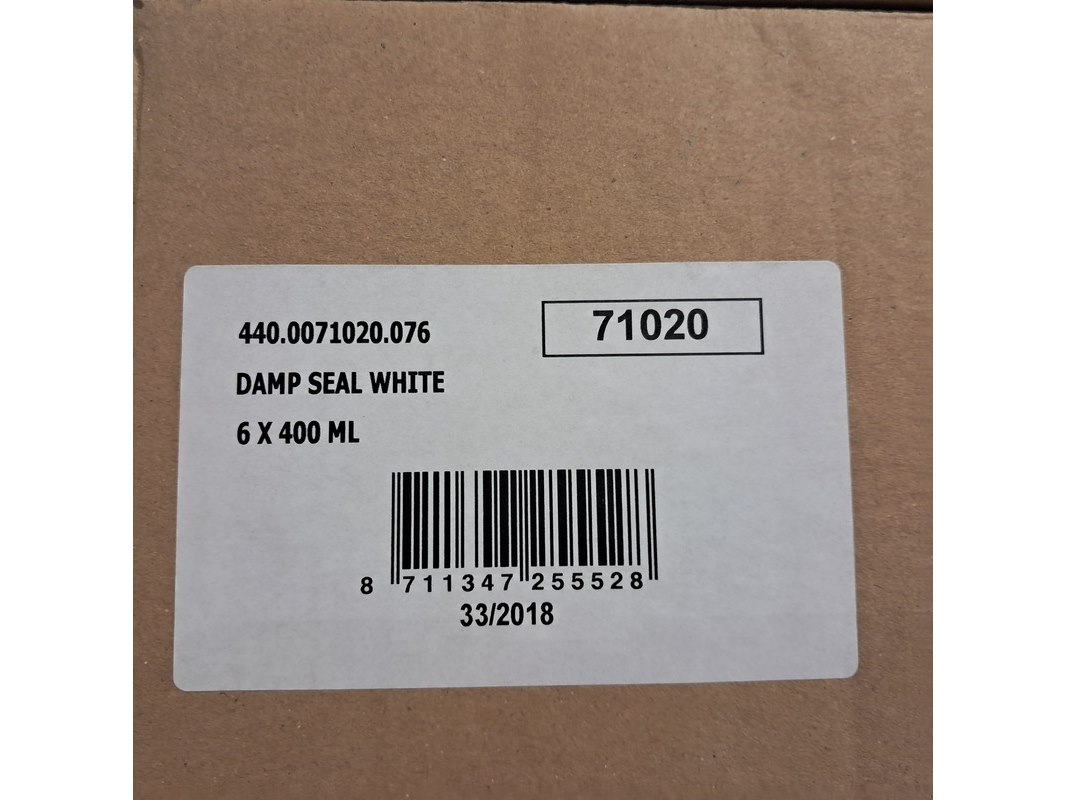 440.0071020.076
71020
DAMP SEAL WHITE
6 X 400 ML
8 711347 255528
33/2018